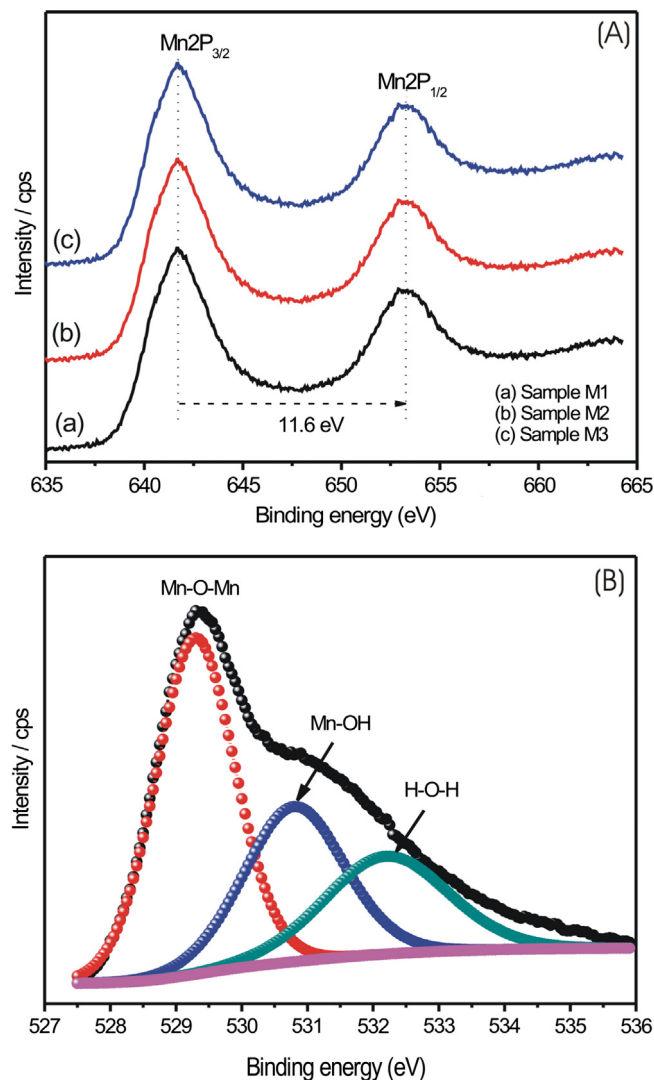 (A)
Mn2P3/2
Mn2P1/2
Intensity / cps
(c)
(b)
(a)
11.6 eV
(a) Sample M1
(b) Sample M2
(c) Sample M3
635 640 645 650 655 660 665
Binding energy (eV)
(B)
Mn-O-Mn
Mn-OH
H-O-H
Intensity / cps
527 528 529 530 531 532 533 534 535 536
Binding energy (eV)